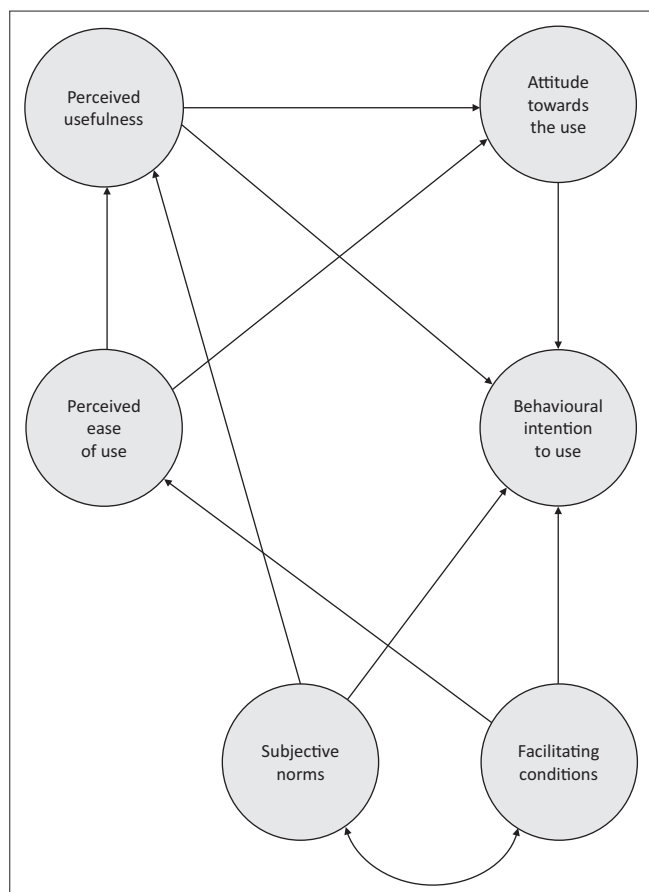 Perceived
usefulness
Attitude
towards
the use
Perceived
ease
of use
Behavioural
intention
to use
Subjective
norms
Facilitating
conditions